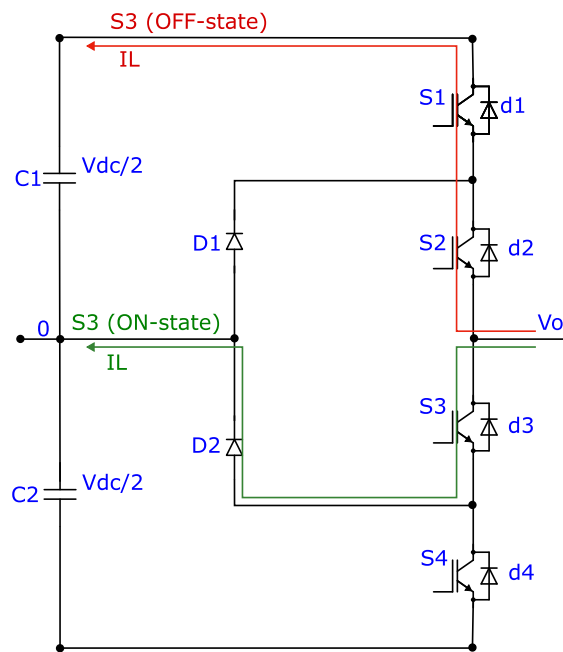 S3 (OFF-state)
IL
S1
d1
C1
Vdc/2
S2
d2
D1
0
S3 (ON-state)
Vo
IL
S3
d3
D2
C2
Vdc/2
S4
d4